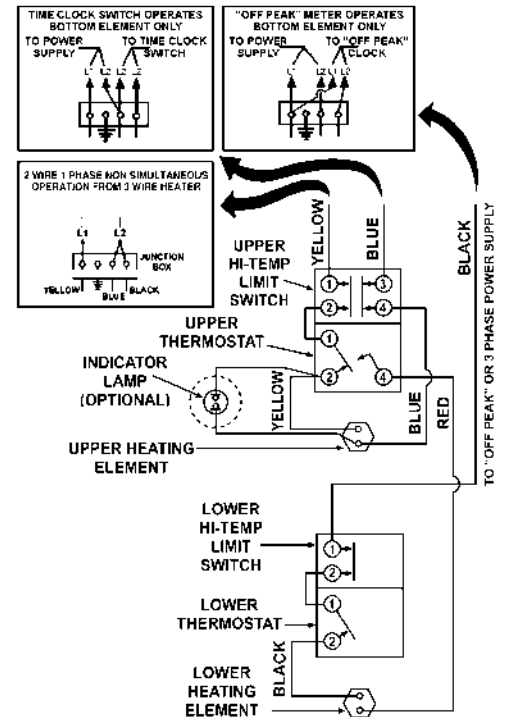 TIME CLOCK SWITCH OPERATES
BOTTOM ELEMENT ONLY
TO POWER
SUPPLY
TO TIME CLOCK
SWITCH
L1 L2 L2 L2
"OFF PEAK" METER OPERATES
BOTTOM ELEMENT ONLY
TO POWER
SUPPLY
TO "OFF PEAK"
CLOCK
L1 L2 L1 L2
2 WIRE 1 PHASE NON SIMULTANEOUS
OPERATION FROM 3 WIRE HEATER
L1 L2
JUNCTION
BOX
YELLOW
BLUE
BLACK
YELLOW
BLUE
BLACK
TO "OFF PEAK" OR 3 PHASE POWER SUPPLY
UPPER
HI-TEMP
LIMIT
SWITCH
1 3
2 4
UPPER
THERMOSTAT
1
2 4
INDICATOR
LAMP
(OPTIONAL)
YELLOW
BLUE
RED
UPPER HEATING
ELEMENT
LOWER
HI-TEMP
LIMIT
SWITCH
1
2
LOWER
THERMOSTAT
1
2
BLACK
LOWER
HEATING
ELEMENT